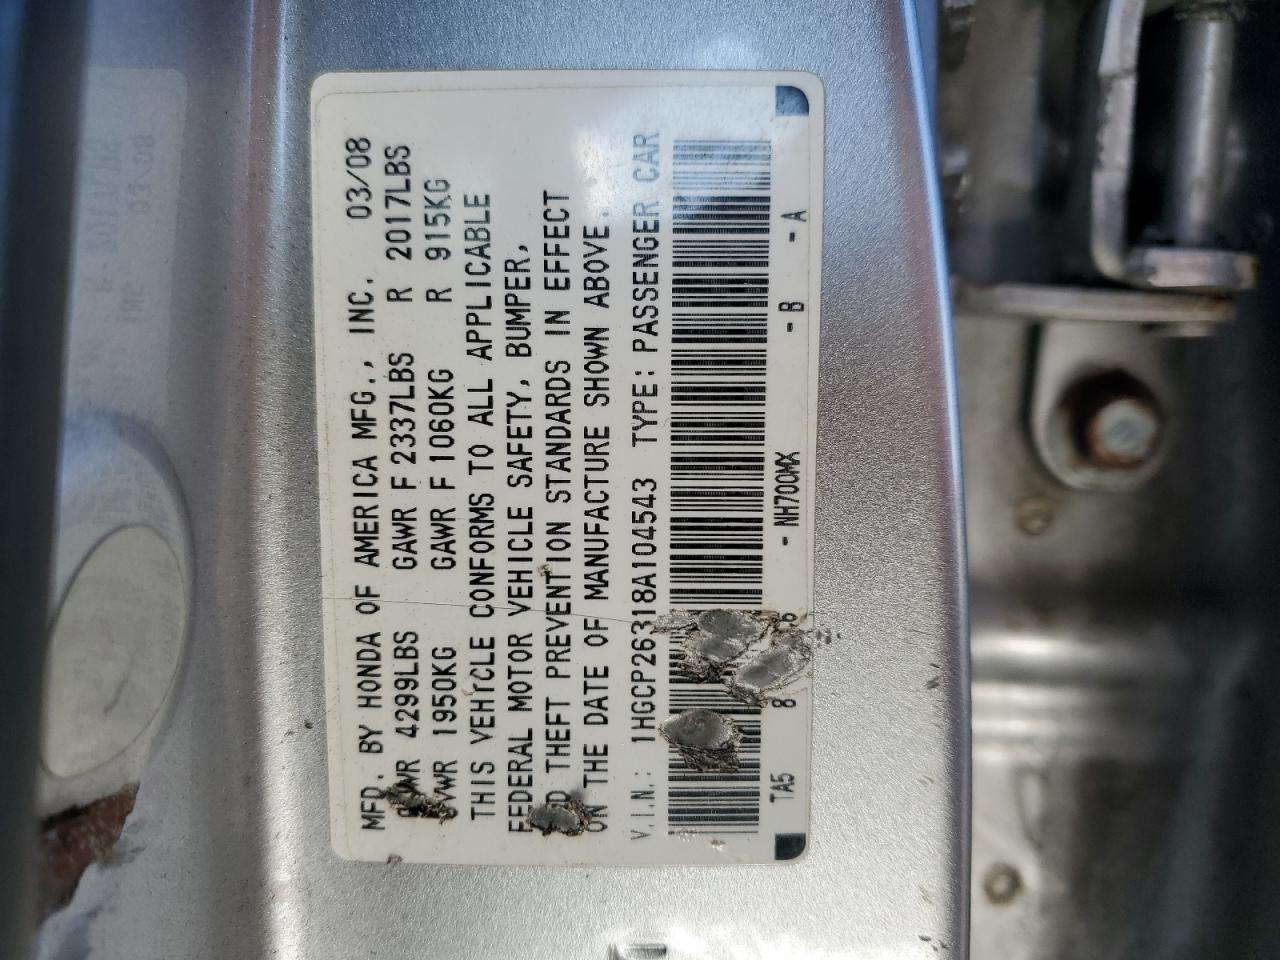 MFD. BY HONDA OF AMERICA MFG., INC. 03/08
4299LBS GAWR F 2337LBS R 2017LBS
1950KG GAWR F 1060KG R 915KG
THIS VEHICLE CONFORMS TO ALL APPLICABLE
FEDERAL MOTOR VEHICLE SAFETY, BUMPER,
THEFT PREVENTION STANDARDS IN EFFECT
ON THE DATE OF MANUFACTURE SHOWN ABOVE.
V.I.N.: 1HGCP26318A104543 TYPE: PASSENGER CAR
TA5 8 6 - NH700MX - B - A